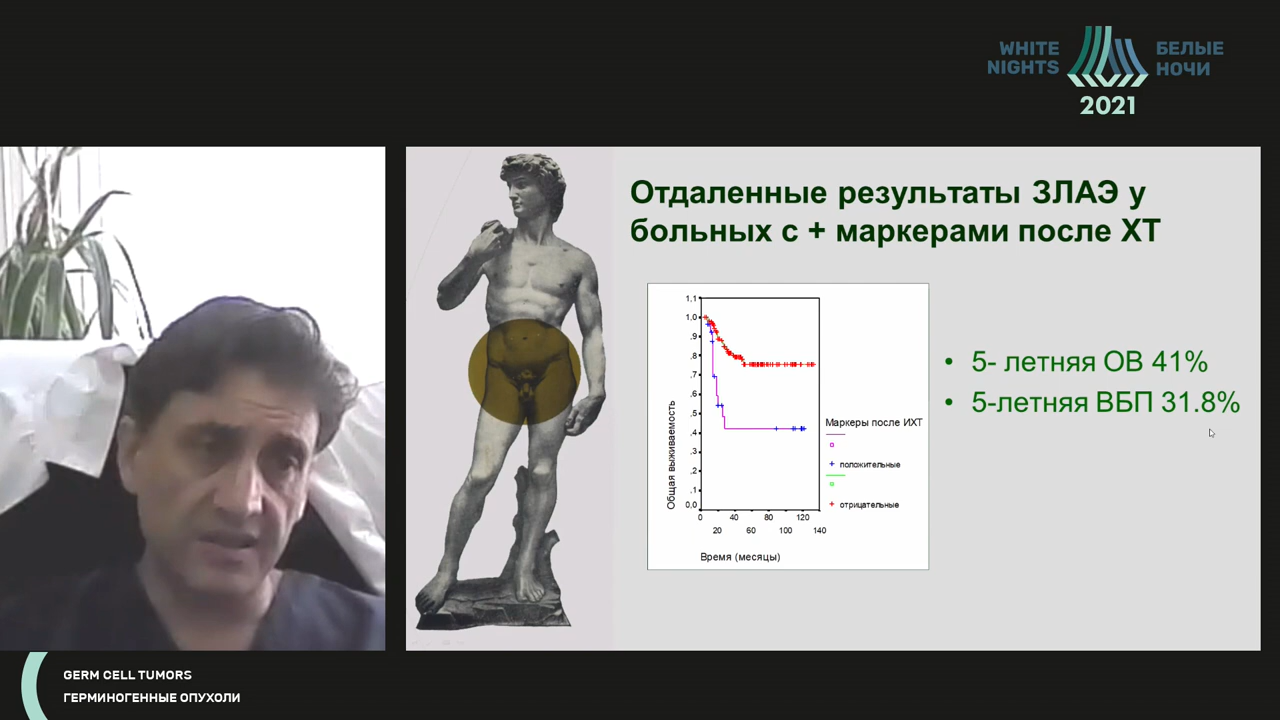 WHITE NIGHTS
БЕЛЫЕ НОЧИ
2021
Отдаленные результаты ЗЛАЭ у
больных с + маркерами после ХТ
1,1
1,0
,9
,8
,7
,6
,5
,4
,3
,2
,1
0,0
Общая выживаемость
0
20
40
60
80
100
120
140
Время (месяцы)
Маркеры после ИХТ
положительные
отрицательные
• 5- летняя ОВ 41%
• 5-летняя ВБП 31.8%
GERM CELL TUMORS
ГЕРМИНОГЕННЫЕ ОПУХОЛИ